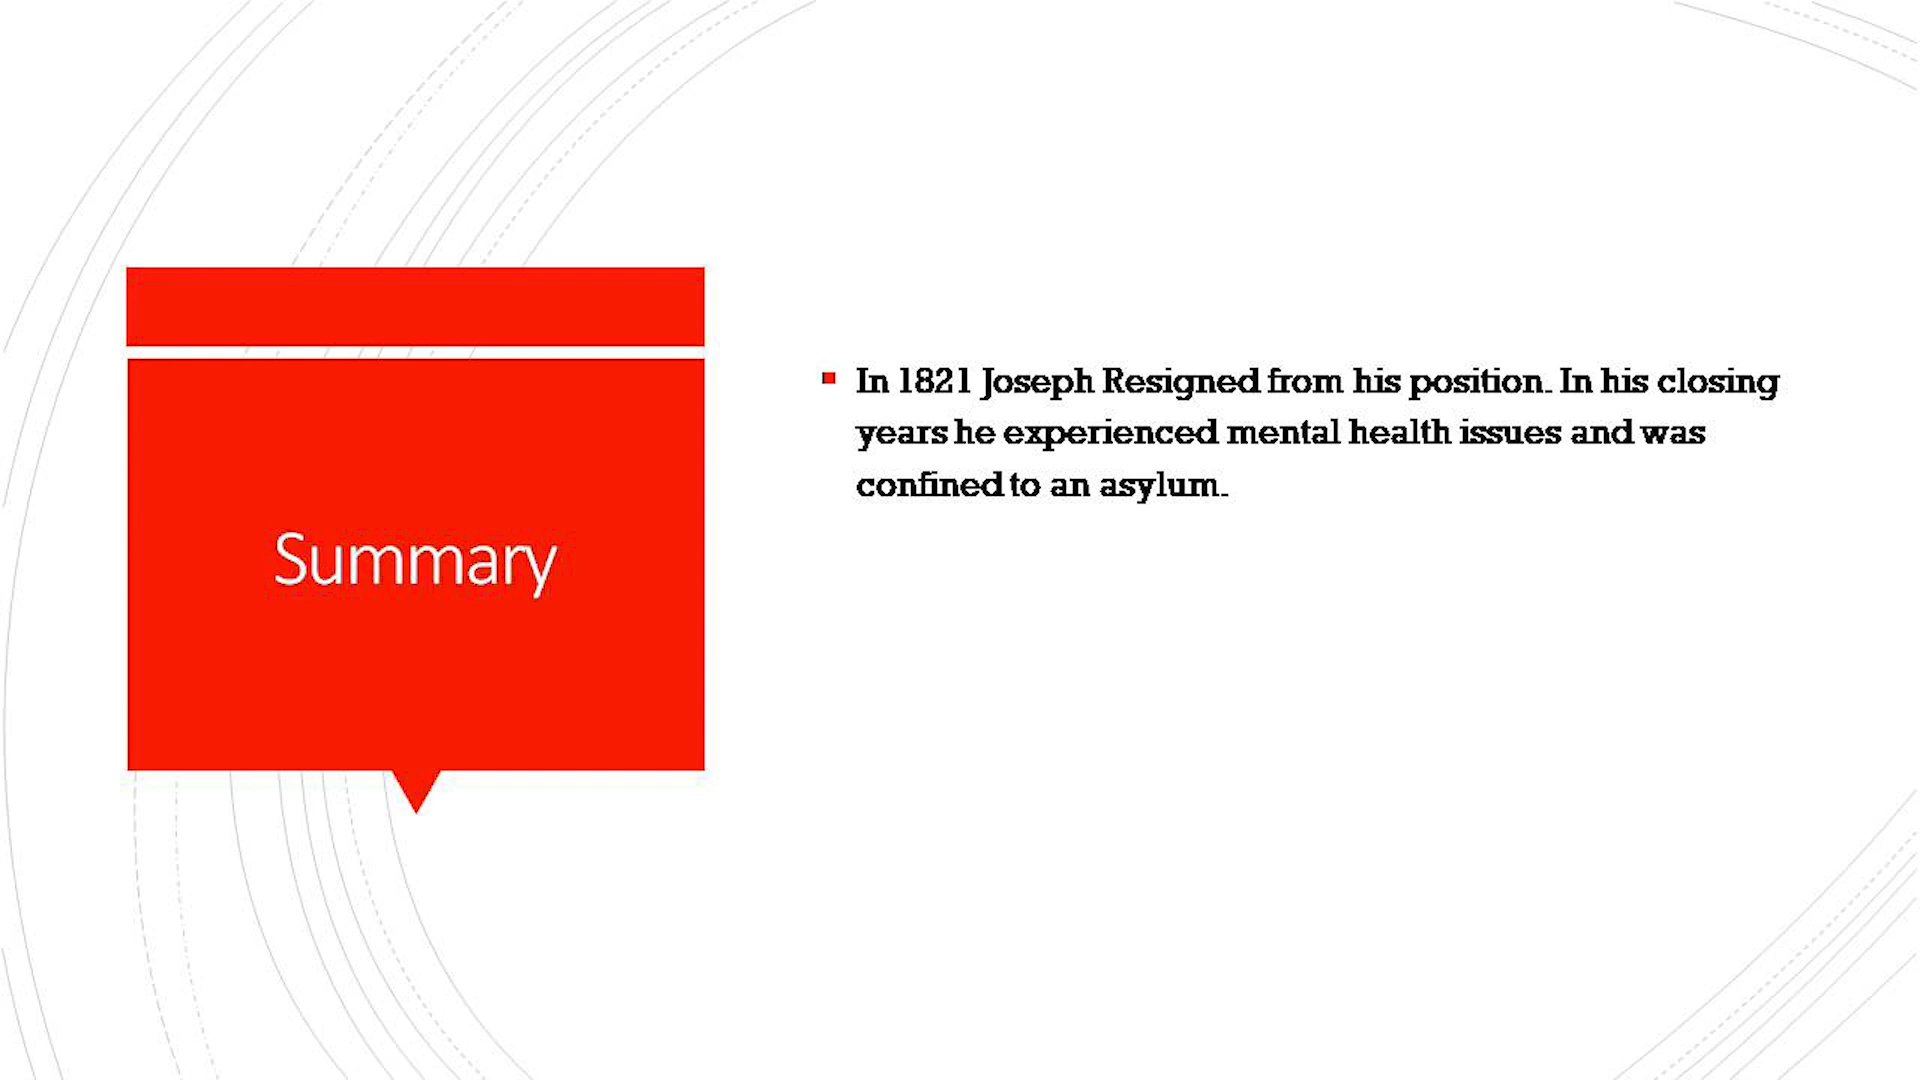 Summary
In 1821 Joseph Resigned from his position. In his closing
years he experienced mental health issues and was
confined to an asylum.